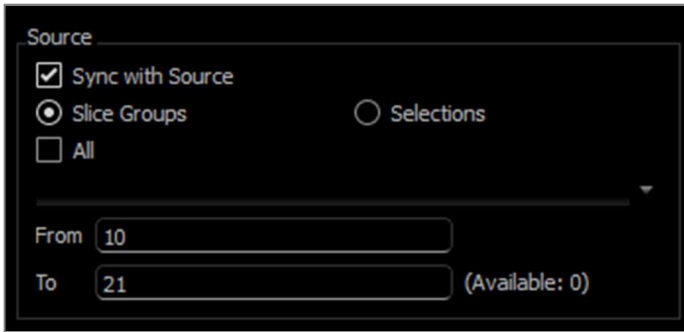 Source
Sync with Source
Slice Groups Selections
All
From 10
To 21 (Available: 0)